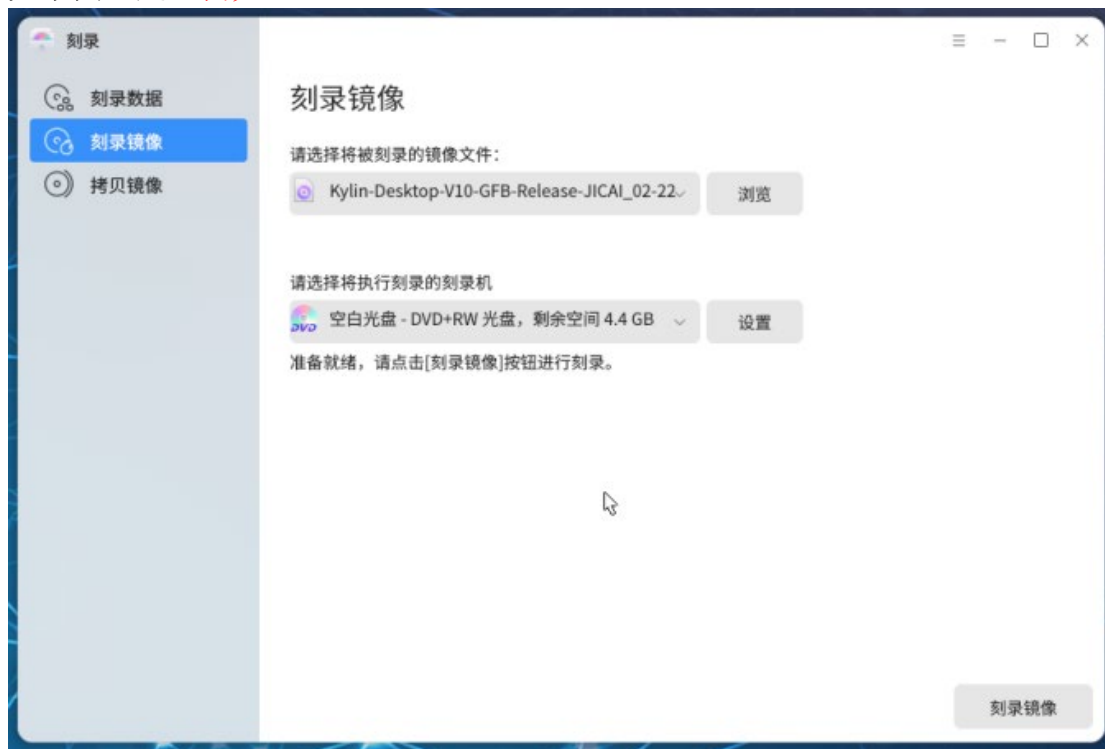 刻录
刻录数据
刻录镜像
拷贝镜像
刻录镜像
请选择将被刻录的镜像文件：
Kylin-Desktop-V10-GFB-Release-JICAI_02-22
浏览
请选择将执行刻录的刻录机
DVD
空白光盘 - DVD+RW 光盘，剩余空间 4.4 GB
设置
准备就绪，请点击[刻录镜像]按钮进行刻录。
刻录镜像